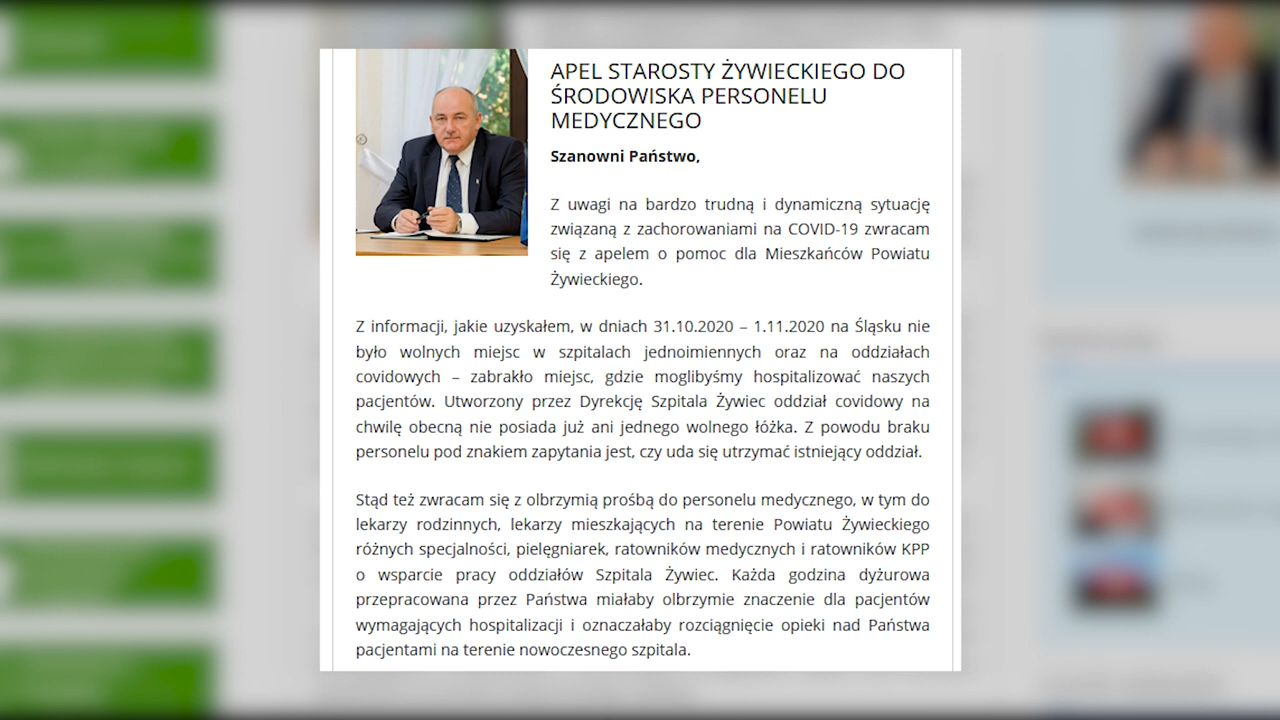 APEL STAROSTY ŻYWIECKIEGO DO
ŚRODOWISKA PERSONELU
MEDYCZNEGO
Szanowni Państwo,
Z uwagi na bardzo trudną i dynamiczną sytuację
związaną z zachorowaniami na COVID-19 zwracam
się z apelem o pomoc dla Mieszkańców Powiatu
Żywieckiego.
Z informacji, jakie uzyskałem, w dniach 31.10.2020 – 1.11.2020 na Śląsku nie
było wolnych miejsc w szpitalach jednoimiennych oraz na oddziałach
covidowych – zabrakło miejsc, gdzie moglibyśmy hospitalizować naszych
pacjentów. Utworzony przez Dyrekcję Szpitala Żywiec oddział covidowy na
chwilę obecną nie posiada już ani jednego wolnego łóżka. Z powodu braku
personelu pod znakiem zapytania jest, czy uda się utrzymać istniejący oddział.
Stąd też zwracam się z olbrzymią prośbą do personelu medycznego, w tym do
lekarzy rodzinnych, lekarzy mieszkających na terenie Powiatu Żywieckiego
różnych specjalności, pielęgniarek, ratowników medycznych i ratowników KPP
o wsparcie pracy oddziałów Szpitala Żywiec. Każda godzina dyżurowa
przepracowana przez Państwa miałaby olbrzymie znaczenie dla pacjentów
wymagających hospitalizacji i oznaczałaby rozciągnięcie opieki nad Państwa
pacjentami na terenie nowoczesnego szpitala.